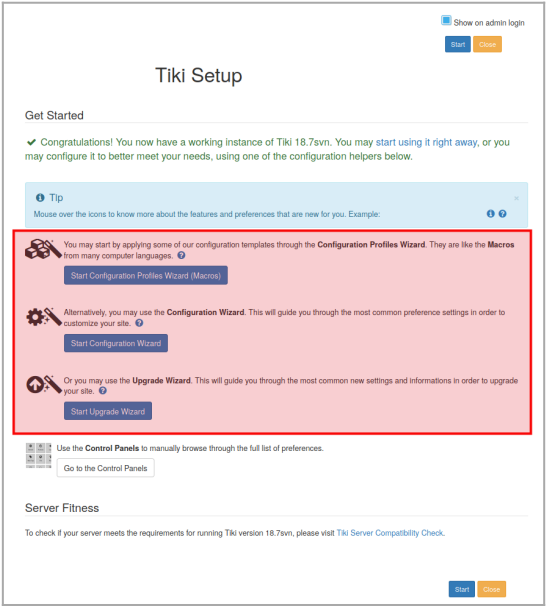 Show on admin login
Start Close
Tiki Setup
Get Started
Congratulations! You now have a working instance of Tiki 18.7svn. You may start using it right away, or you
may configure it to better meet your needs, using one of the configuration helpers below.
Tip ×
Mouse over the icons to know more about the features and preferences that are new for you. Example:
You may start by applying some of our configuration templates through the Configuration Profiles Wizard. They are like the Macros
from many computer languages.
Start Configuration Profiles Wizard (Macros)
Alternatively, you may use the Configuration Wizard. This will guide you through the most common preference settings in order to
customize your site.
Start Configuration Wizard
Or you may use the Upgrade Wizard. This will guide you through the most common new settings and informations in order to upgrade
your site.
Start Upgrade Wizard
Use the Control Panels to manually browse through the full list of preferences.
Go to the Control Panels
Server Fitness
To check if your server meets the requirements for running Tiki version 18.7svn, please visit Tiki Server Compatibility Check.
Start Close